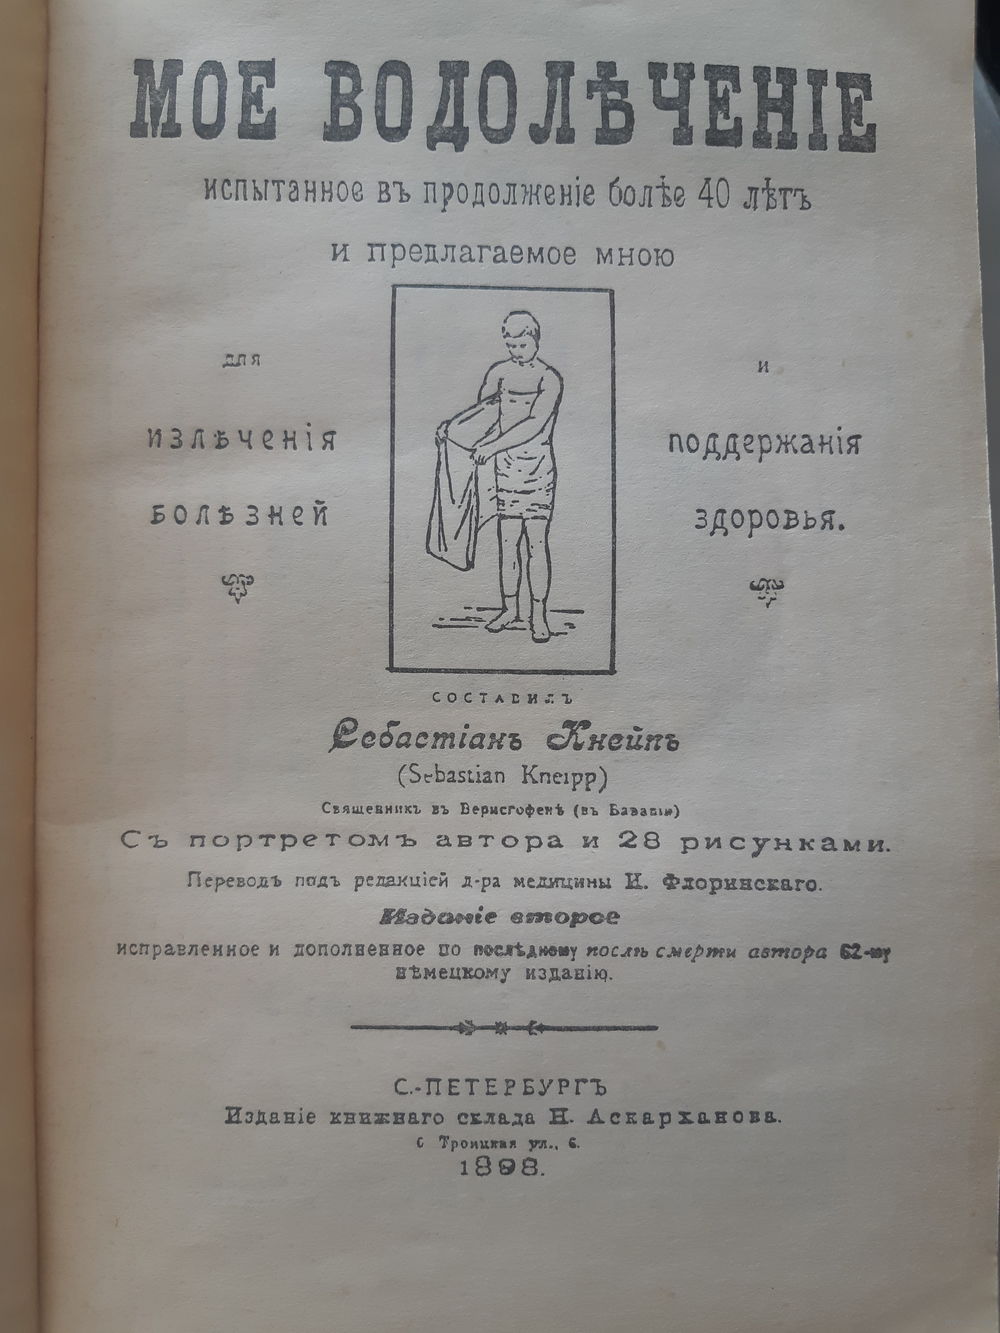 МОЕ ВОДОЛѢЧЕНІЕ
испытанное въ продолженіе болѣе 40 лѣтъ
и предлагаемое мною
для
излѣченія
болѣзней
и
поддержанія
здоровья.
СОСТАВИЛЪ
Себастіанъ Кнейпъ
(Sebastian Kneipp)
Священникъ въ Верисгофенѣ (въ Баваріи)
Съ портретомъ автора и 28 рисунками.
Переводъ подъ редакціей д-ра медицины И. Флоринскаго.
Изданіе второе
исправленное и дополненное по послѣднему послѣ смерти автора 62-му
нѣмецкому изданію.
С.-ПЕТЕРБУРГЪ
Изданіе книжнаго склада Н. Аскарханова.
С Троицкая ул., 6.
1898.